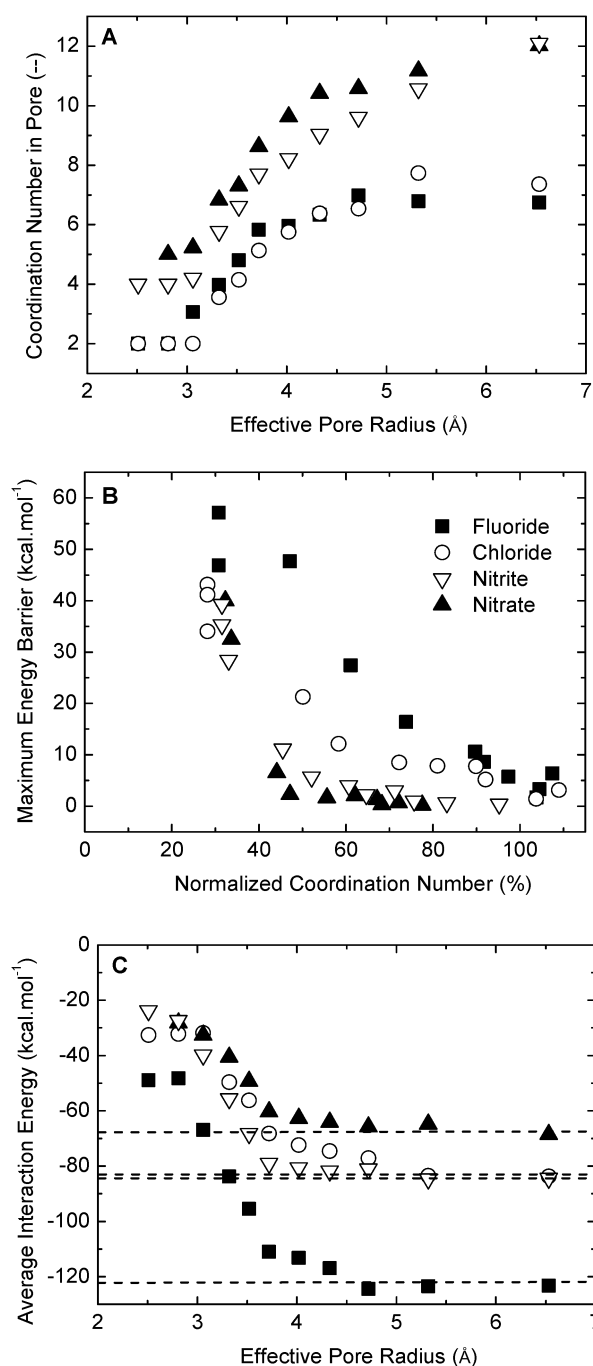 A
12
10
8
6
4
2
Coordination Number in Pore (--)
2 3 4 5 6 7
Effective Pore Radius (Å)
B
60
50
40
30
20
10
0
Maximum Energy Barrier (kcal.mol-1)
Fluoride
Chloride
Nitrite
Nitrate
0 20 40 60 80 100
Normalized Coordination Number (%)
C
0
-20
-40
-60
-80
-100
-120
Average Interaction Energy (kcal.mol-1)
2 3 4 5 6 7
Effective Pore Radius (Å)